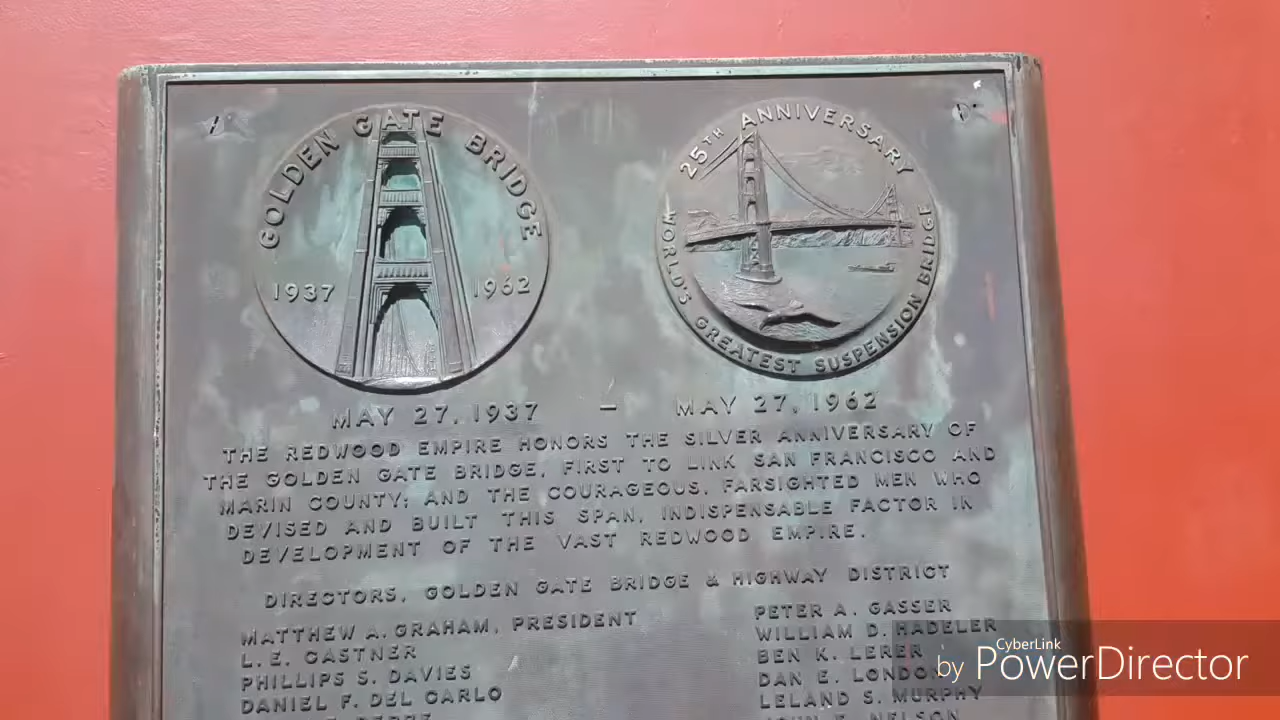 GOLDEN GATE BRIDGE
1937 1962
25TH ANNIVERSARY
WORLD'S GREATEST SUSPENSION BRIDGE
MAY 27, 1937 – MAY 27, 1962
THE REDWOOD EMPIRE HONORS THE SILVER ANNIVERSARY OF
THE GOLDEN GATE BRIDGE, FIRST TO LINK SAN FRANCISCO AND
MARIN COUNTY; AND THE COURAGEOUS, FARSIGHTED MEN WHO
DEVISED AND BUILT THIS SPAN, INDISPENSABLE FACTOR IN
DEVELOPMENT OF THE VAST REDWOOD EMPIRE.
DIRECTORS, GOLDEN GATE BRIDGE & HIGHWAY DISTRICT
MATTHEW A. GRAHAM, PRESIDENT
L. E. CASTNER
PHILLIPS S. DAVIES
DANIEL F. DEL CARLO
PETER A. GASSER
WILLIAM D. HADELER
BEN K. LERER
DAN E. LONDON
LELAND S. MURPHY
NELSON
by CyberLink PowerDirector